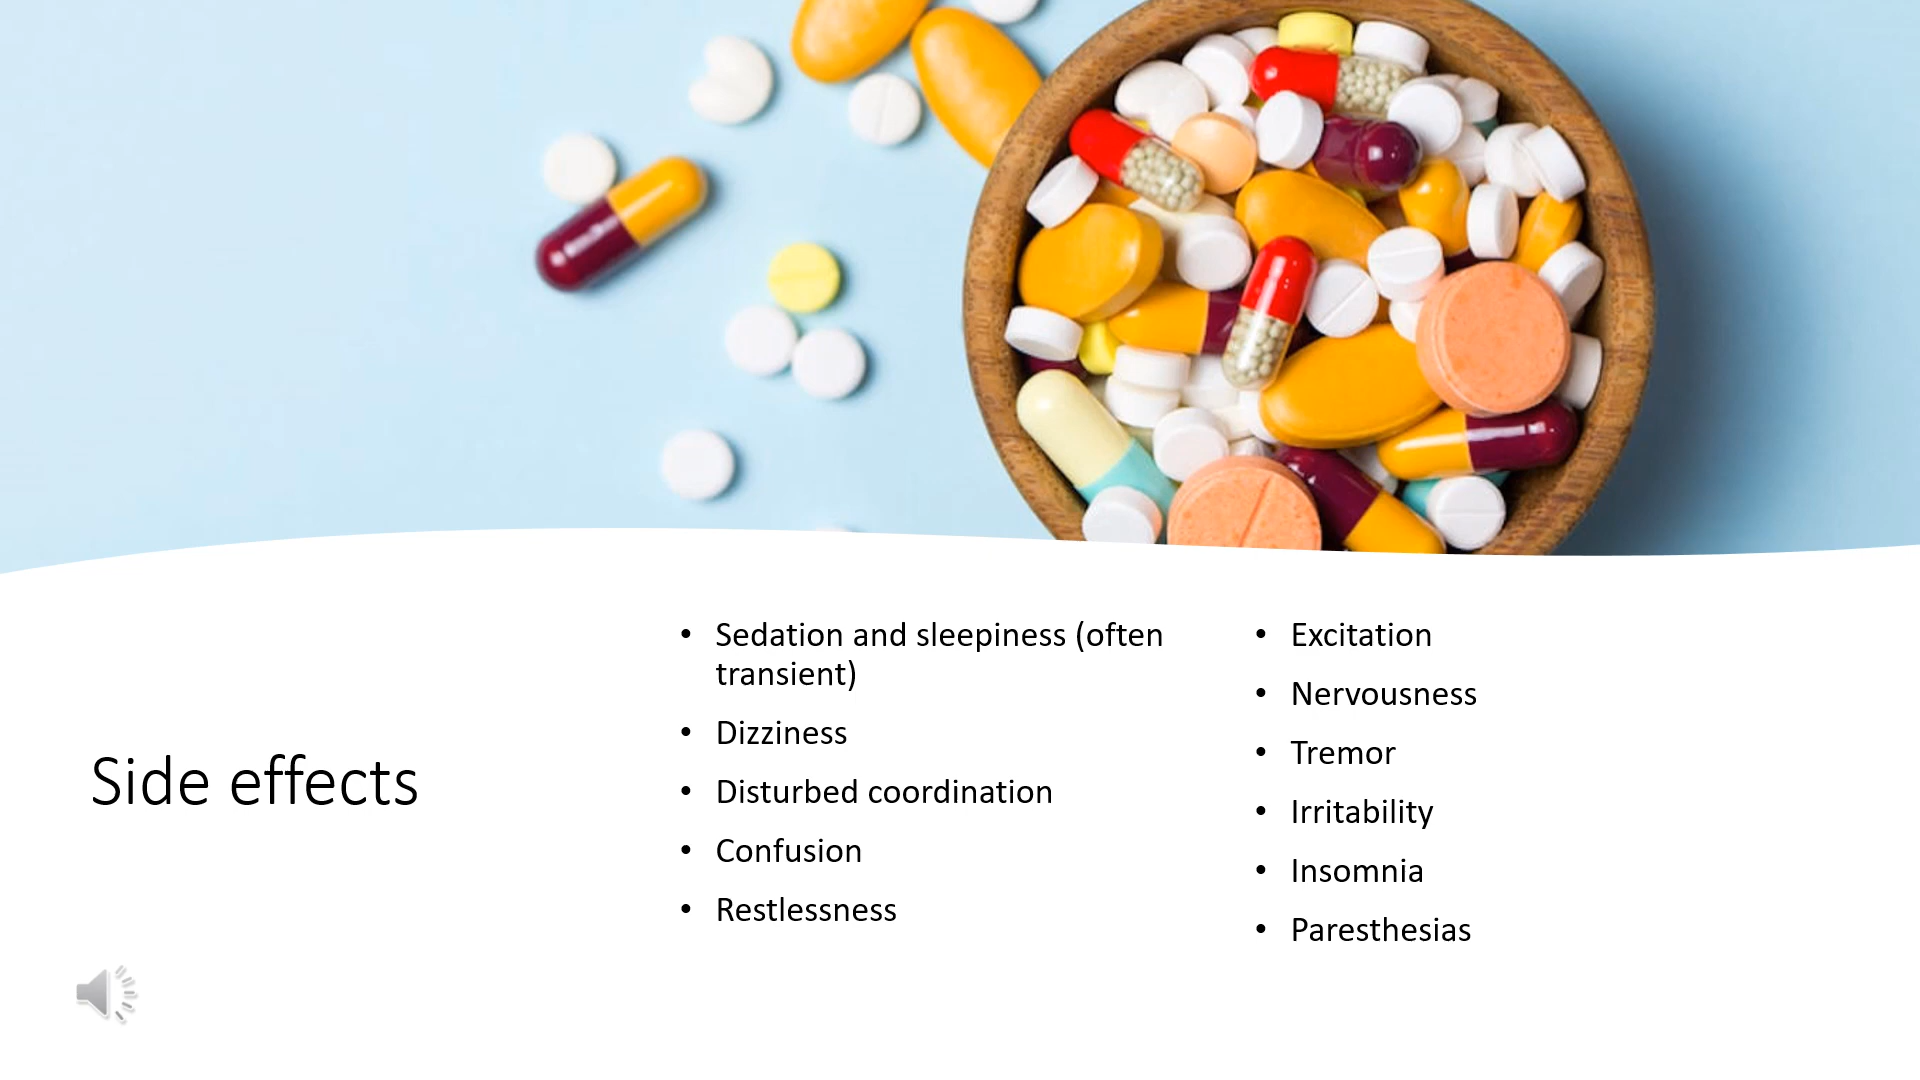 Side effects
• Sedation and sleepiness (often
transient)
• Dizziness
• Disturbed coordination
• Confusion
• Restlessness
• Excitation
• Nervousness
• Tremor
• Irritability
• Insomnia
• Paresthesias